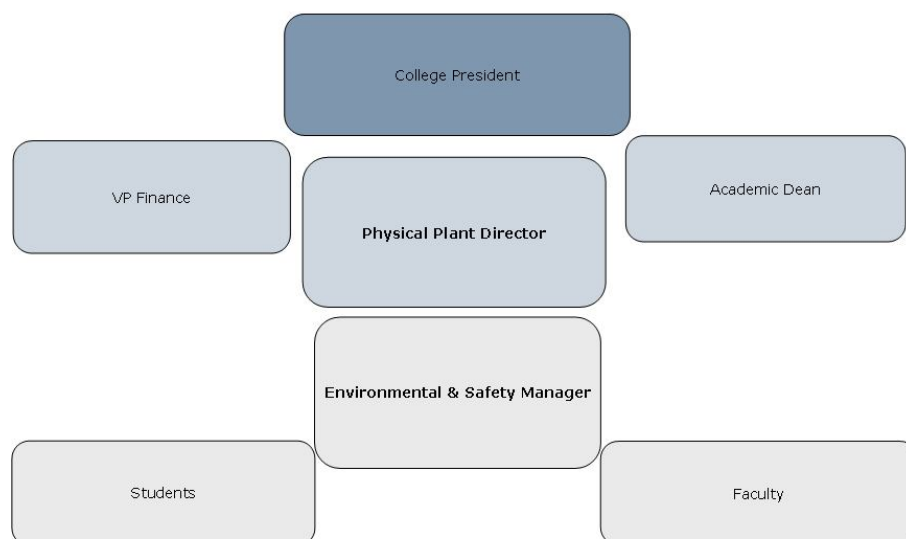 College President
VP Finance
Academic Dean
Physical Plant Director
Environmental & Safety Manager
Students
Faculty